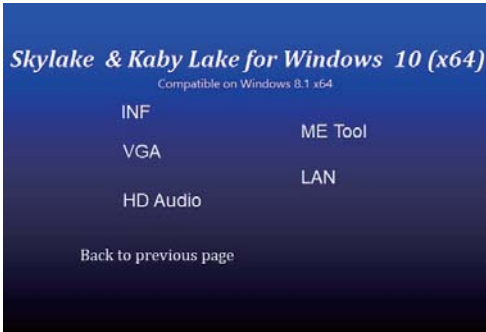 Skylake & Kaby Lake for Windows 10 (x64)
Compatible on Windows 8.1 x64
INF
ME Tool
VGA
LAN
HD Audio
Back to previous page